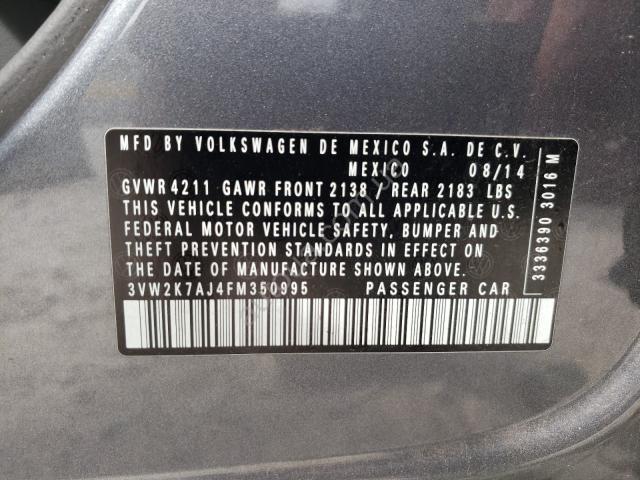 MFD BY VOLKSWAGEN DE MEXICO S.A. DE C.V.
MEXICO 08/14
GVWR 4211 GAWR FRONT 2138 REAR 2183 LBS
THIS VEHICLE CONFORMS TO ALL APPLICABLE U.S.
FEDERAL MOTOR VEHICLE SAFETY, BUMPER AND
THEFT PREVENTION STANDARDS IN EFFECT ON
THE DATE OF MANUFACTURE SHOWN ABOVE.
3VW2K7AJ4FM350995 PASSENGER CAR
3336390 3016 M